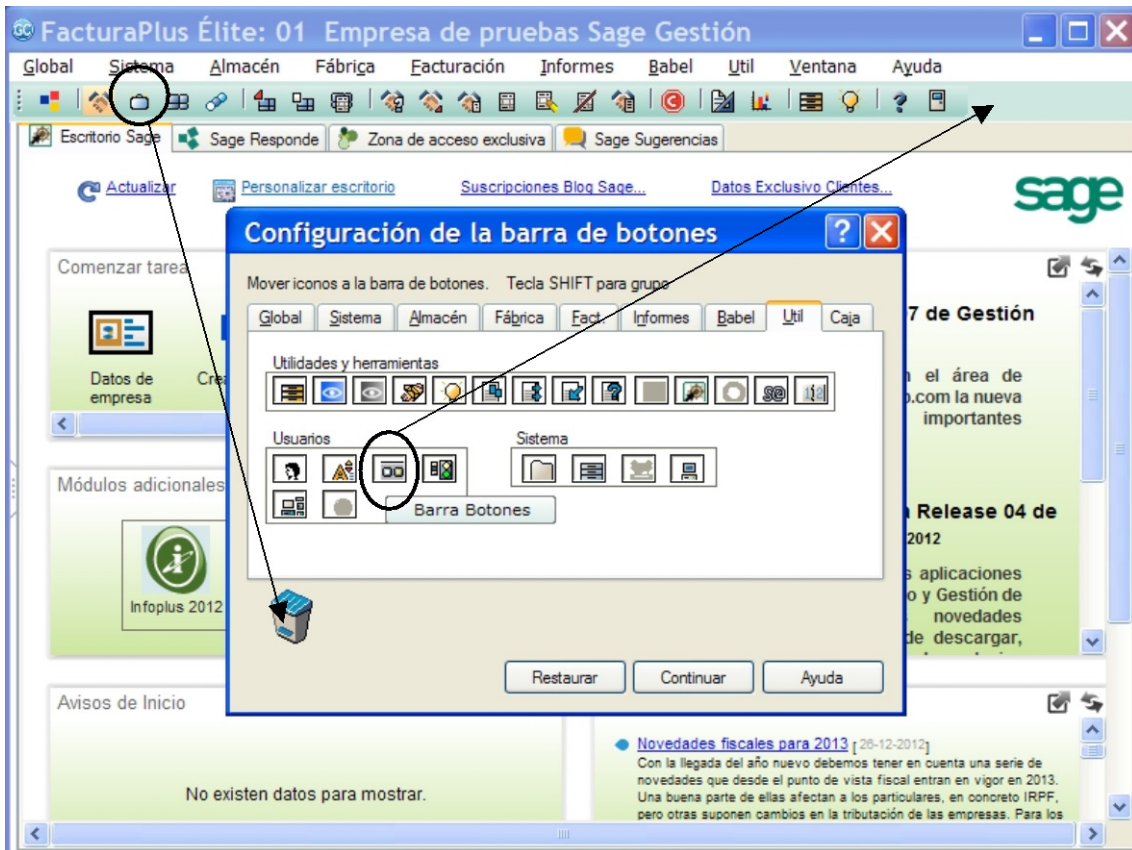 FacturaPlus Élite: 01 Empresa de pruebas Sage Gestión
Global Sistema Almacén Fábrica Facturación Informes Babel Util Ventana Ayuda
Escritorio Sage Sage Responde Zona de acceso exclusiva Sage Sugerencias
Actualizar Personalizar escritorio Suscripciones Blog Sage... Datos Exclusivo Clientes...
sage
Configuración de la barra de botones
Comenzar tarea
Mover iconos a la barra de botones. Tecla SHIFT para grupo
Global Sistema Almacén Fábrica Fact. Informes Babel Util Caja
7 de Gestión
Utilidades y herramientas
Datos de
empresa
Crea
el área de
o.com la nueva
importantes
Usuarios Sistema
Barra Botones
Módulos adicionales
Release 04 de
2012
s aplicaciones
o y Gestión de
novedades
de descargar,
Infoplus 2012
Restaurar Continuar Ayuda
Avisos de Inicio
Novedades fiscales para 2013 [26-12-2012]
Con la llegada del año nuevo debemos tener en cuenta una serie de
novedades que desde el punto de vista fiscal entran en vigor en 2013.
Una buena parte de ellas afectan a los particulares, en concreto IRPF,
pero otras suponen cambios en la tributación de las empresas. Para los
No existen datos para mostrar.